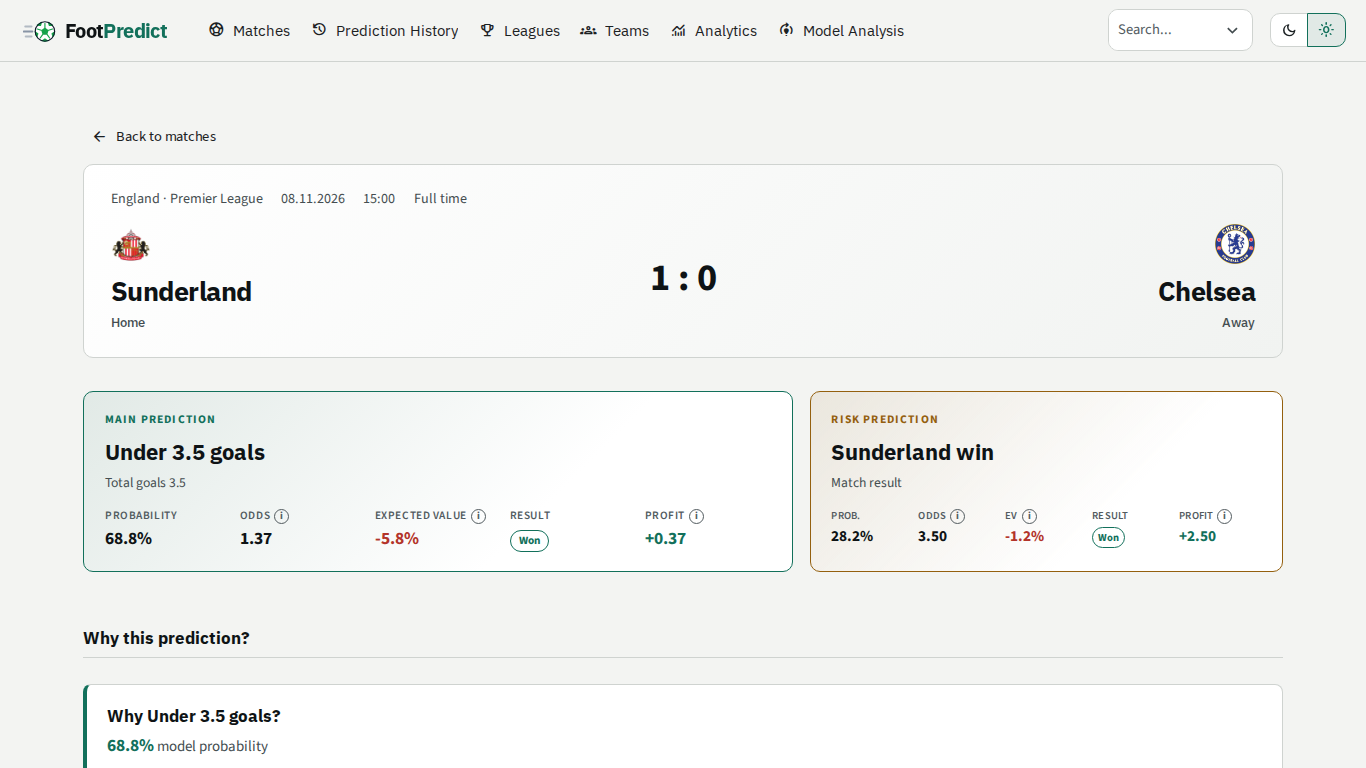 FootPredict Matches Prediction History Leagues Teams Analytics Model Analysis Search...
Back to matches
England · Premier League 08.11.2026 15:00 Full time
Sunderland 1 : 0 Chelsea
Home Away
MAIN PREDICTION
Under 3.5 goals
Total goals 3.5
PROBABILITY ODDS i EXPECTED VALUE i RESULT PROFIT i
68.8% 1.37 -5.8% Won +0.37
RISK PREDICTION
Sunderland win
Match result
PROB. ODDS i EV i RESULT PROFIT i
28.2% 3.50 -1.2% Won +2.50
Why this prediction?
Why Under 3.5 goals?
68.8% model probability